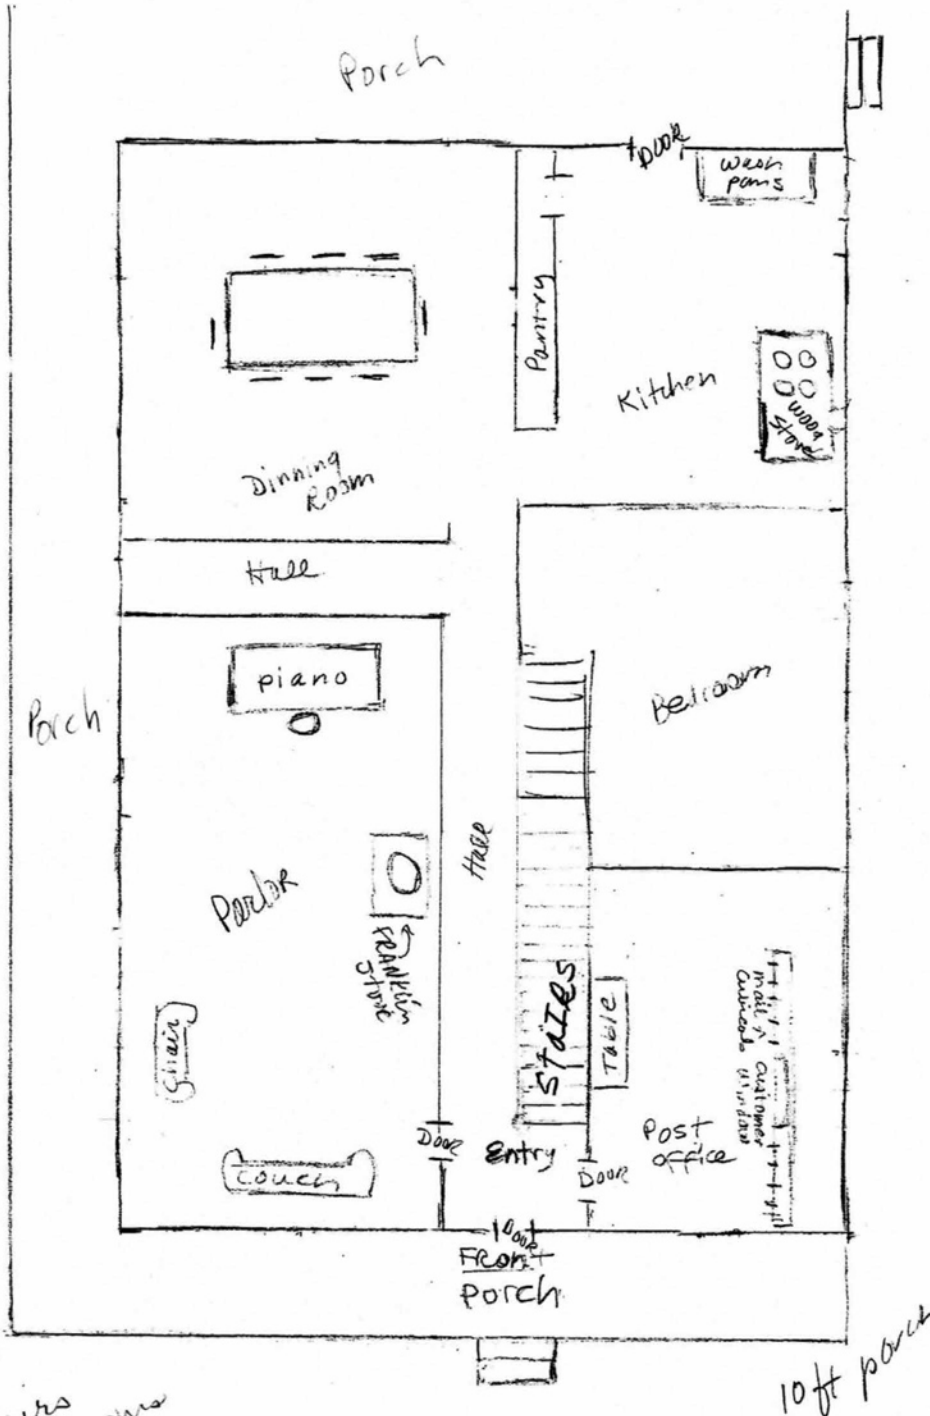 Porch
DOOR
wash
pans
Pantry
Kitchen
wood
stove
Dinning
Room
Hall
piano
Bedroom
Porch
Hall
Parlor
FRANKlin
stove
Chair
StaIRs
Table
mail
customer
window
Post
office
Door
Entry
Door
couch
Door
FRont
porch
10 ft porch